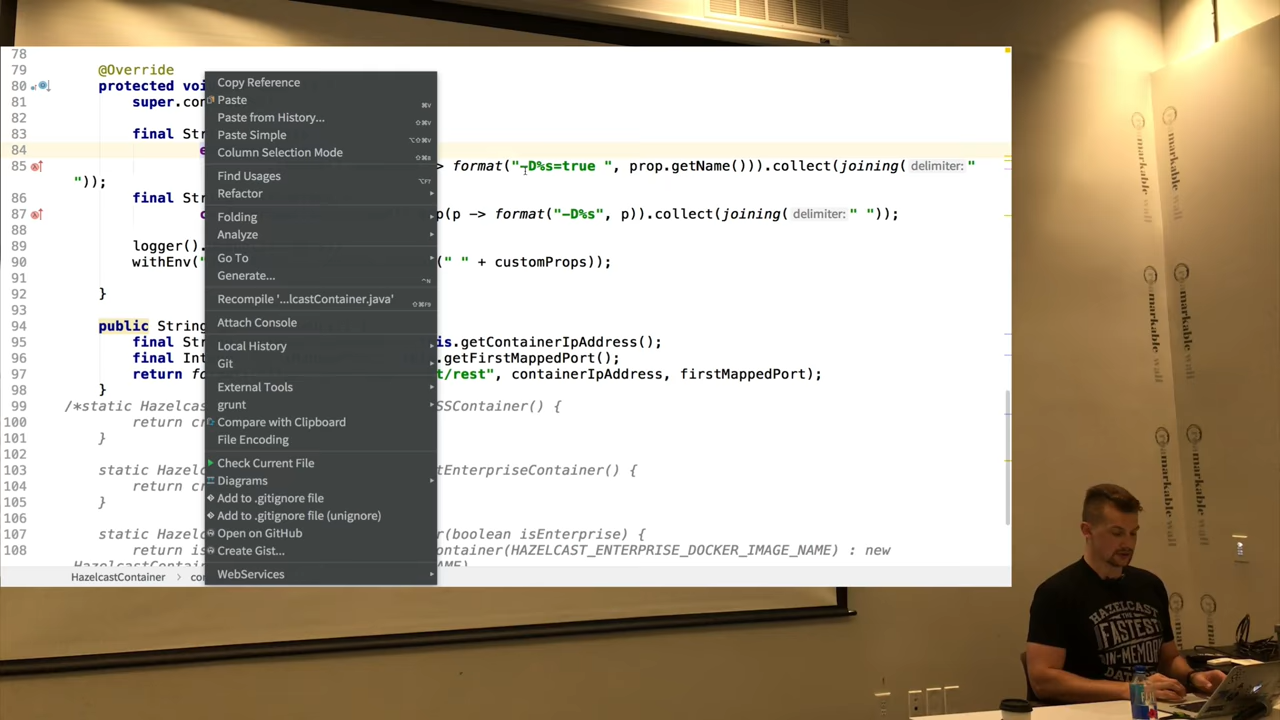 78
79 @Override
80 protected voi
81 super.con
82
83 final Str
84 e
85 > format("-D%s=true ", prop.getName())).collect(joining( delimiter: "
"));
86 final Str
87 p(p -> format("-D%s", p)).collect(joining( delimiter: " "));
88
89 logger().
90 withEnv(" (" " + customProps));
91
92 }
93
94 public String
95 final Str is.getContainerIpAddress();
96 final Int .getFirstMappedPort();
97 return fo t/rest", containerIpAddress, firstMappedPort);
98 }
99 /*static Hazelcas SSContainer() {
100 return cr
101 }
102
103 static Hazelc tEnterpriseContainer() {
104 return cr
105 }
106
107 static Hazelc r(boolean isEnterprise) {
108 return is ontainer(HAZELCAST_ENTERPRISE_DOCKER_IMAGE_NAME) : new
HazelcastContainer > con
Copy Reference
Paste ⌘V
Paste from History... ⇧⌘V
Paste Simple ⌥⇧⌘V
Column Selection Mode ⇧⌘8
Find Usages ⌥F7
Refactor
Folding
Analyze
Go To
Generate... ^N
Recompile '...lcastContainer.java' ⇧⌘F9
Attach Console
Local History
Git
External Tools
grunt
Compare with Clipboard
File Encoding
Check Current File
Diagrams
Add to .gitignore file
Add to .gitignore file (unignore)
Open on GitHub
Create Gist...
WebServices
markable wall
markable wall
HAZELCAST
THE
FASTEST
IN-MEMORY
DATA